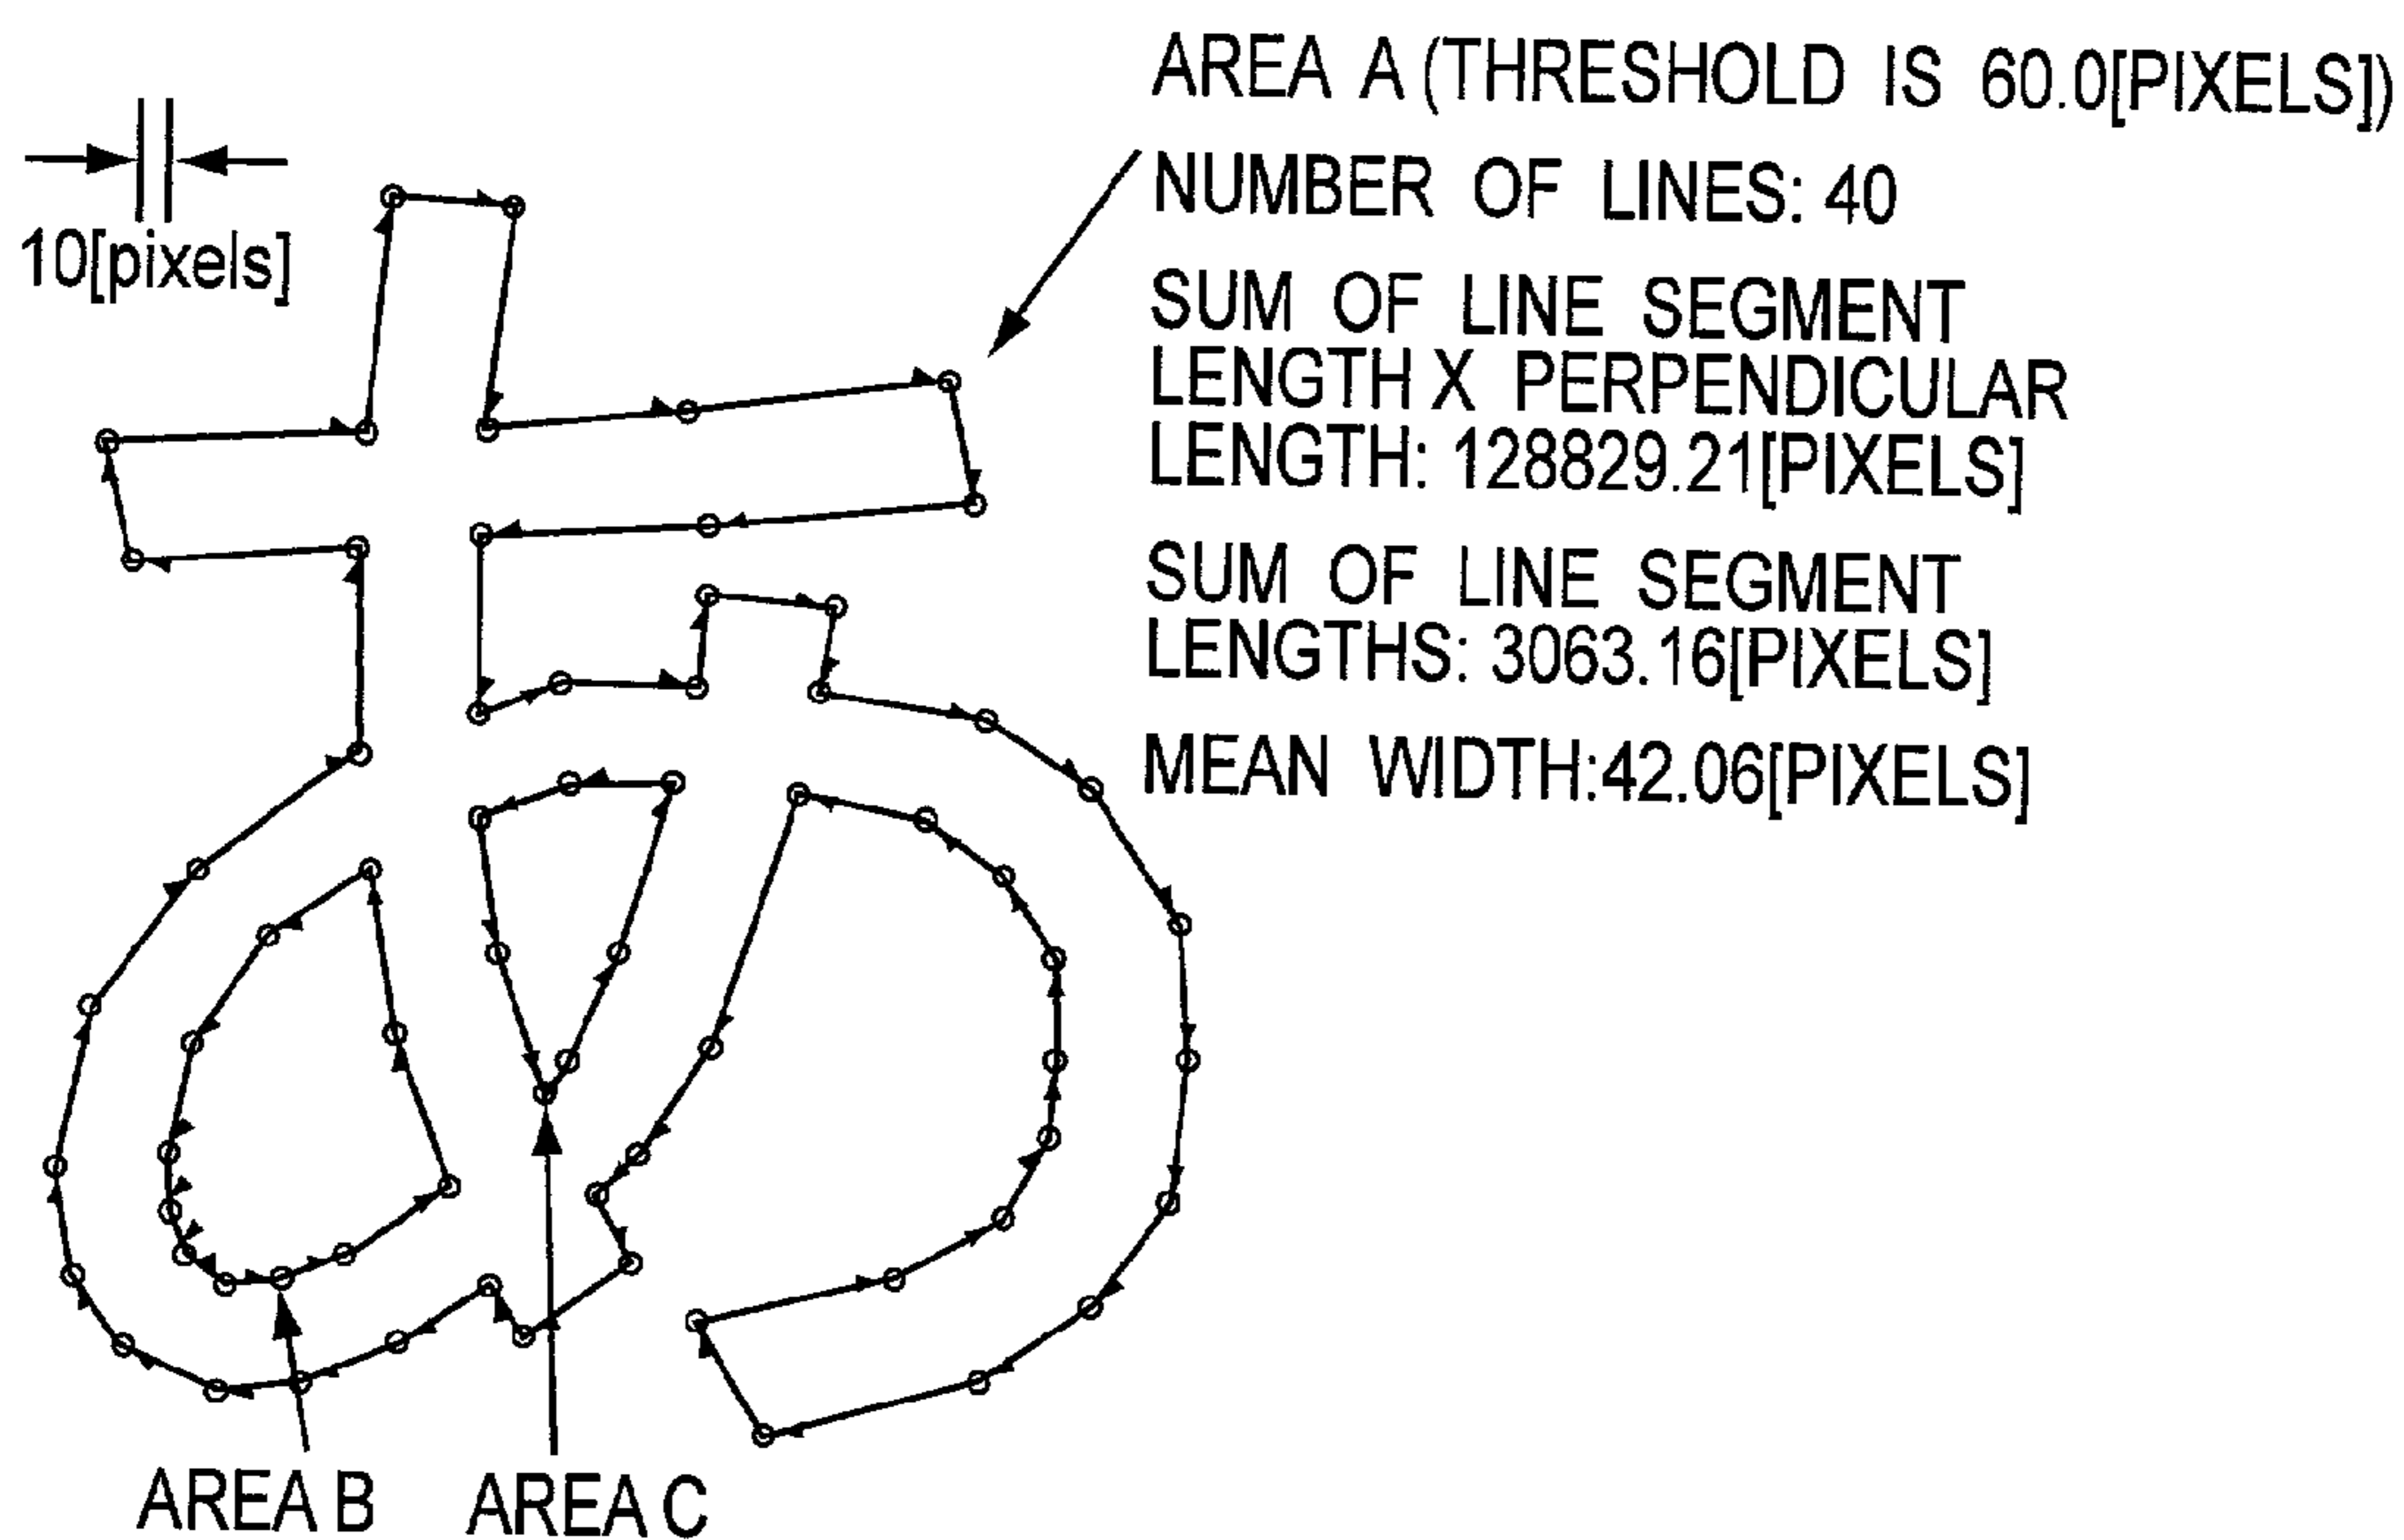 AREA A (THRESHOLD IS 60.0[PIXELS])
NUMBER OF LINES: 40
10[pixels]
SUM OF LINE SEGMENT
LENGTH X PERPENDICULAR
LENGTH: 128829.21[PIXELS]
SUM OF LINE SEGMENT
LENGTHS: 3063.16[PIXELS]
MEAN WIDTH:42.06[PIXELS]
AREA B
AREA C